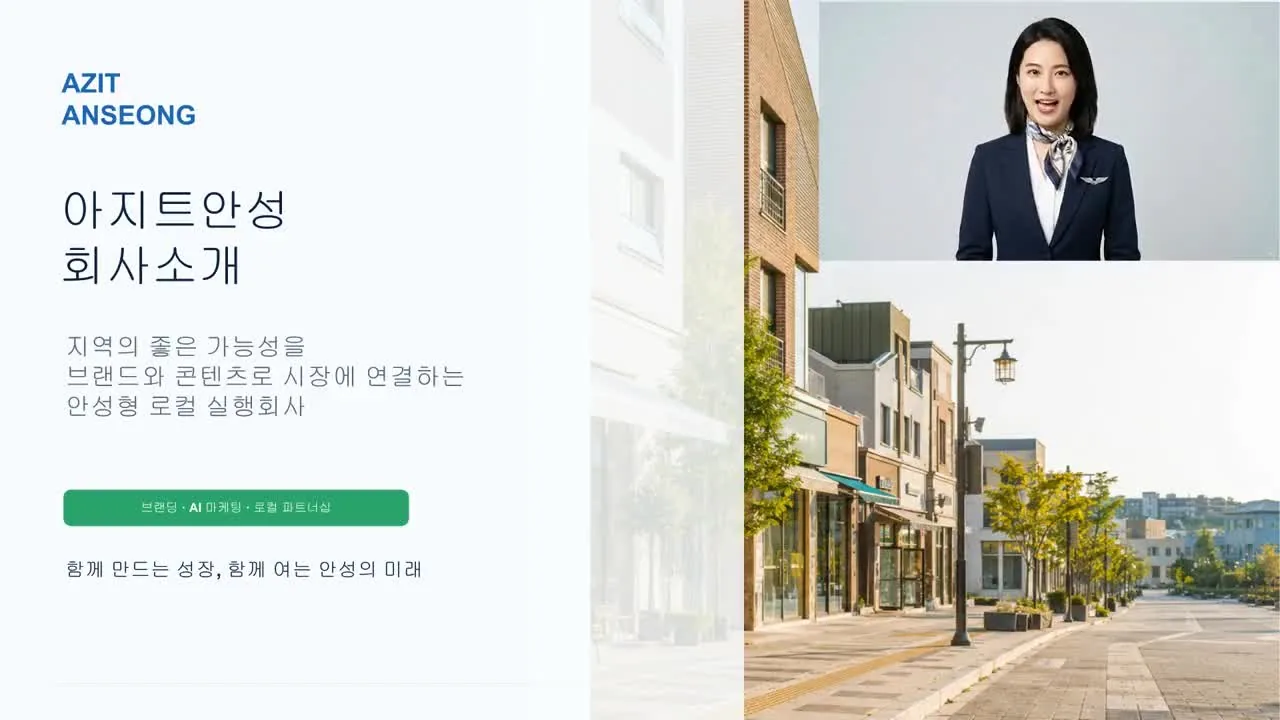 AZIT
ANSEONG
아지트안성
회사소개
지역의 좋은 가능성을
브랜드와 콘텐츠로 시장에 연결하는
안성형 로컬 실행회사
브랜딩 · AI 마케팅 · 로컬 파트너십
함께 만드는 성장, 함께 여는 안성의 미래